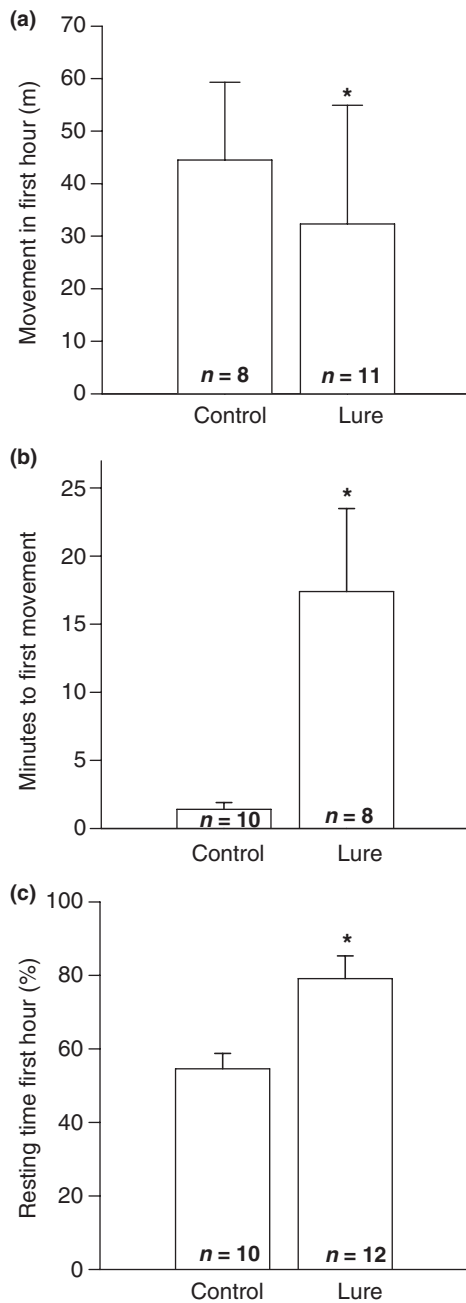 (a)
Movement in first hour (m)
70
60
50
40
30
20
10
0
*
n = 8
n = 11
Control
Lure
(b)
Minutes to first movement
25
20
15
10
5
0
*
n = 10
n = 8
Control
Lure
(c)
Resting time first hour (%)
100
80
60
40
20
0
*
n = 10
n = 12
Control
Lure